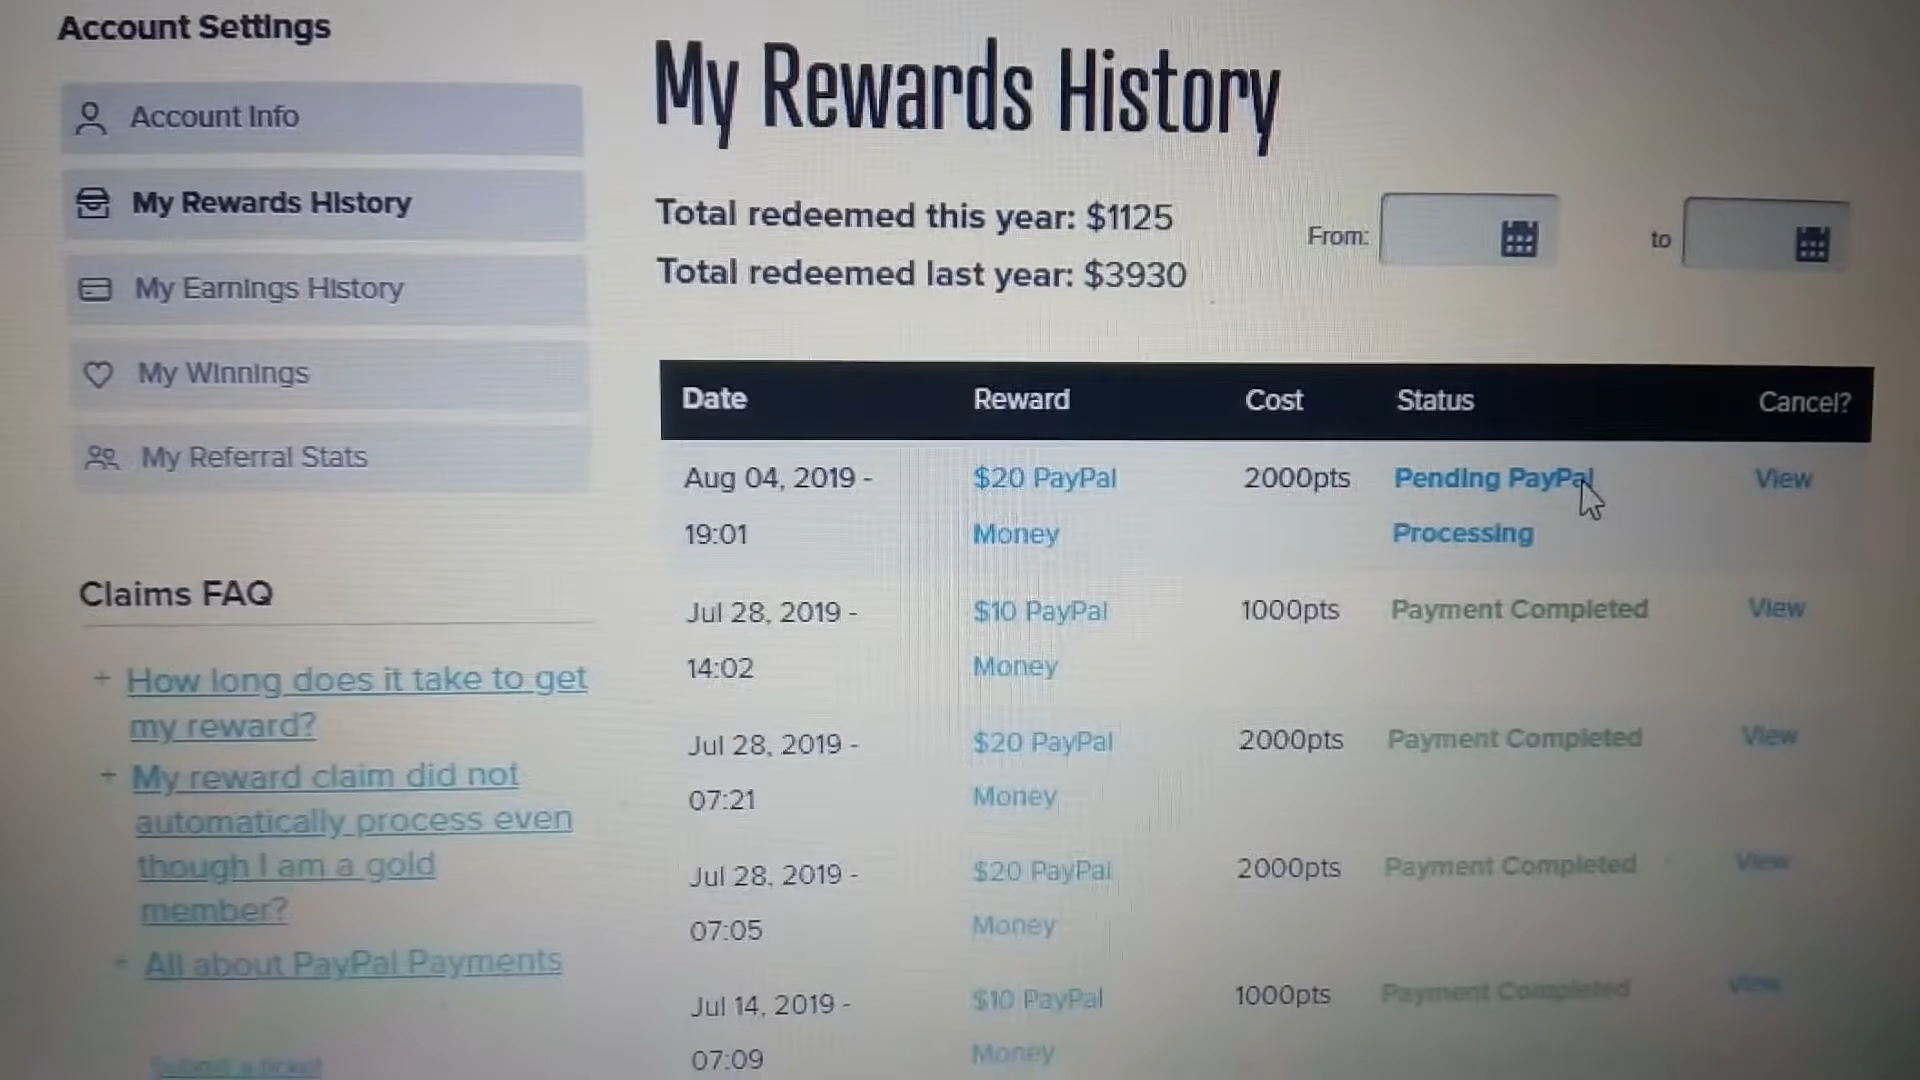 Account Settings
Account Info
My Rewards History
My Earnings History
My Winnings
My Referral Stats
Claims FAQ
+ How long does it take to get
my reward?
+ My reward claim did not
automatically process even
though I am a gold
member?
+ All about PayPal Payments
Submit a ticket
My Rewards History
Total redeemed this year: $1125
Total redeemed last year: $3930
From:
to
Date Reward Cost Status Cancel?
Aug 04, 2019 - $20 PayPal 2000pts Pending PayPal View
19:01 Money Processing
Jul 28, 2019 - $10 PayPal 1000pts Payment Completed View
14:02 Money
Jul 28, 2019 - $20 PayPal 2000pts Payment Completed View
07:21 Money
Jul 28, 2019 - $20 PayPal 2000pts Payment Completed View
07:05 Money
Jul 14, 2019 - $10 PayPal 1000pts Payment Completed View
07:09 Money